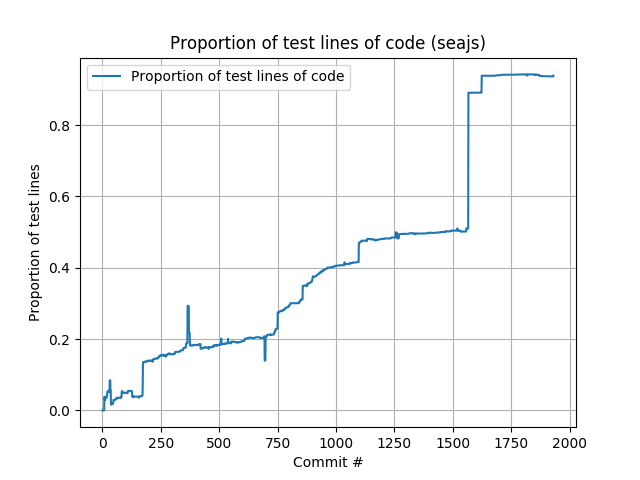 Proportion of test lines of code (seajs)
Proportion of test lines of code
0.8
0.6
0.4
0.2
0.0
Proportion of test lines
0 250 500 750 1000 1250 1500 1750 2000
Commit #